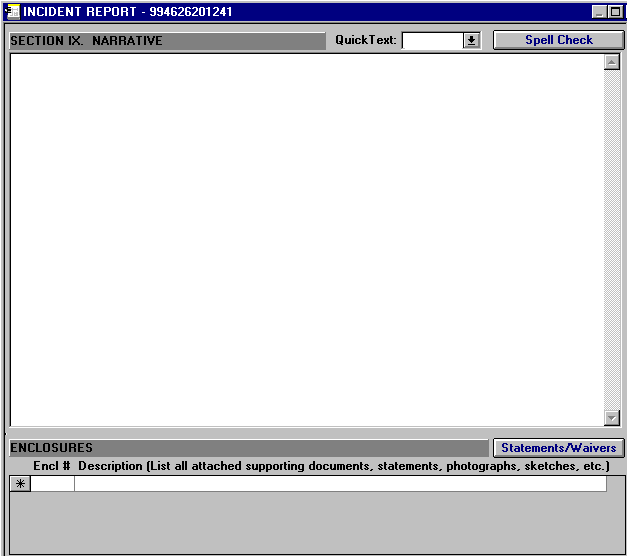 INCIDENT REPORT - 994626201241
SECTION IX. NARRATIVE QuickText: Spell Check
ENCLOSURES Statements/Waivers
Encl # Description (List all attached supporting documents, statements, photographs, sketches, etc.)